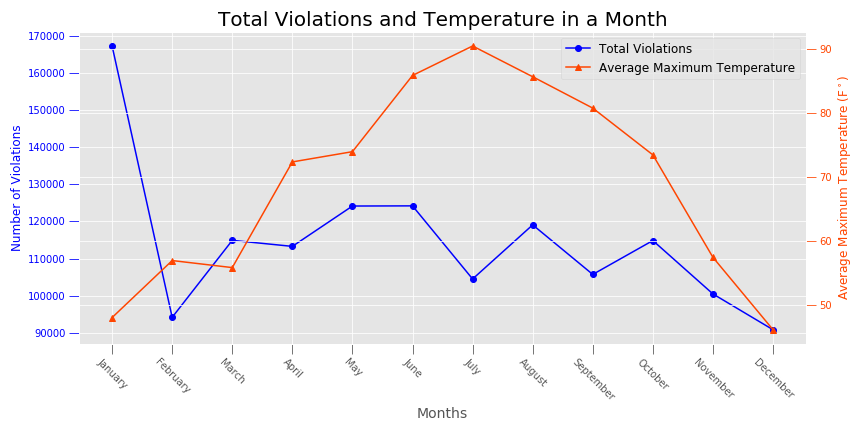 Total Violations and Temperature in a Month
Total Violations
Average Maximum Temperature
Number of Violations
170000
160000
150000
140000
130000
120000
110000
100000
90000
90
80
70
60
50
Average Maximum Temperature (F°)
January
February
March
April
May
June
July
August
September
October
November
December
Months